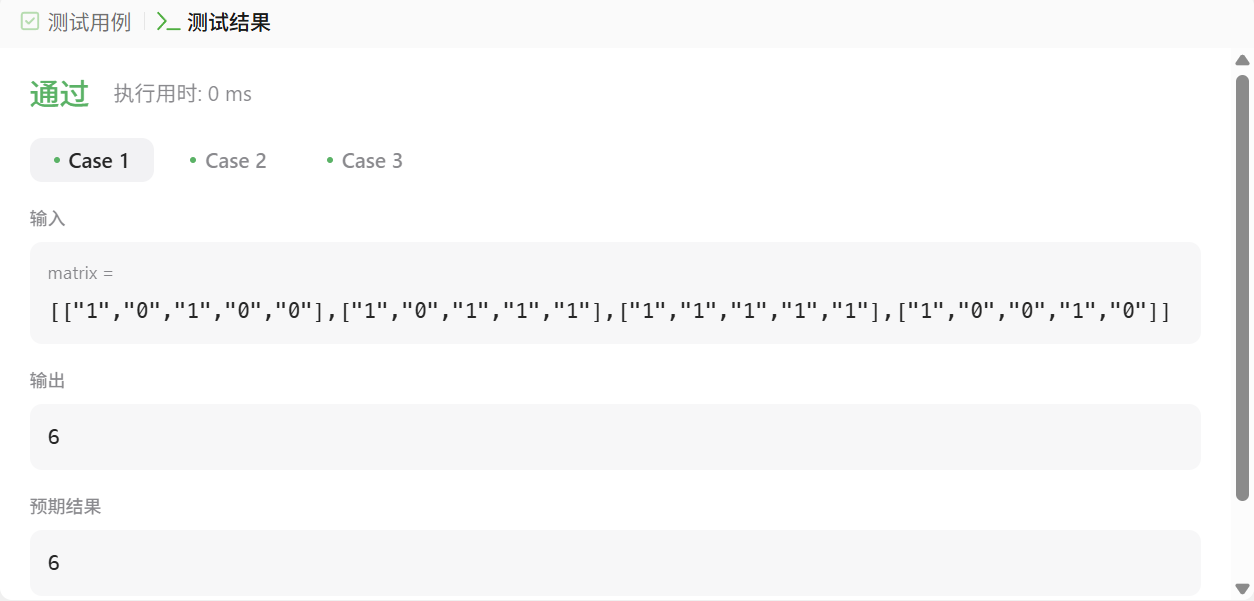 测试用例 测试结果
通过 执行用时: 0 ms
• Case 1 • Case 2 • Case 3
输入
matrix =
[["1","0","1","0","0"],["1","0","1","1","1"],["1","1","1","1","1"],["1","0","0","1","0"]]
输出
6
预期结果
6